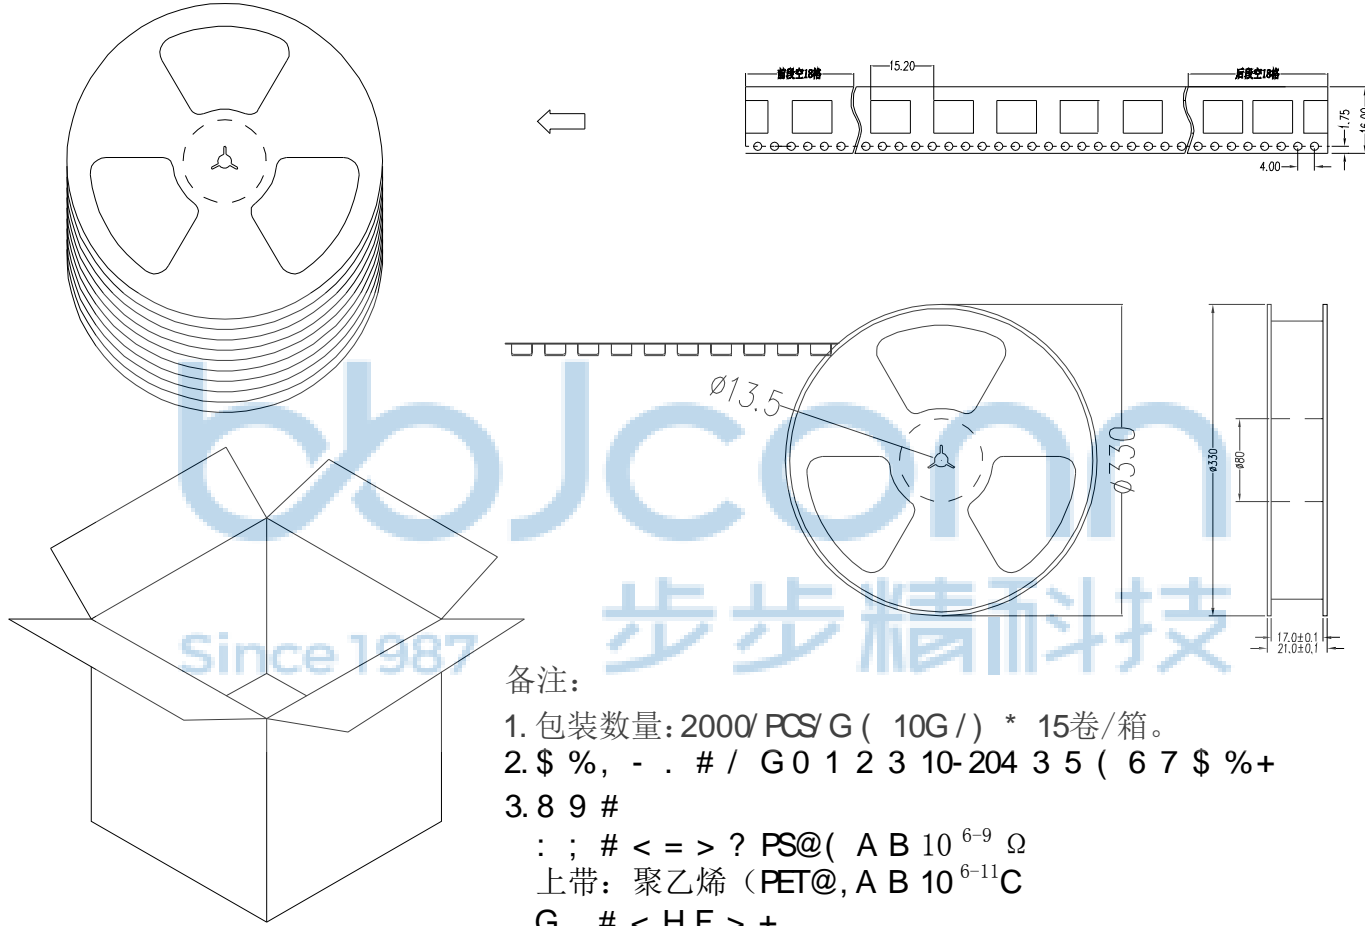 前段空18格
15.20
后段空18格
1.75
16.00
4.00
ø13.5
ø330
ø330
ø80
17.0±0.1
21.0±0.1
bbJconn
步步精科技
Since 1987
备注：
1. 包装数量: 2000/ PCS/ G ( 10G / ) * 15卷/箱。
2. $ %, - . # / G 0 1 2 3 10-204 3 5 ( 6 7 $ %+
3. 8 9 #
: ; # < = > ? PS@( A B 10 6-9 Ω
上带：聚乙烯（PET@, A B 10 6-11C